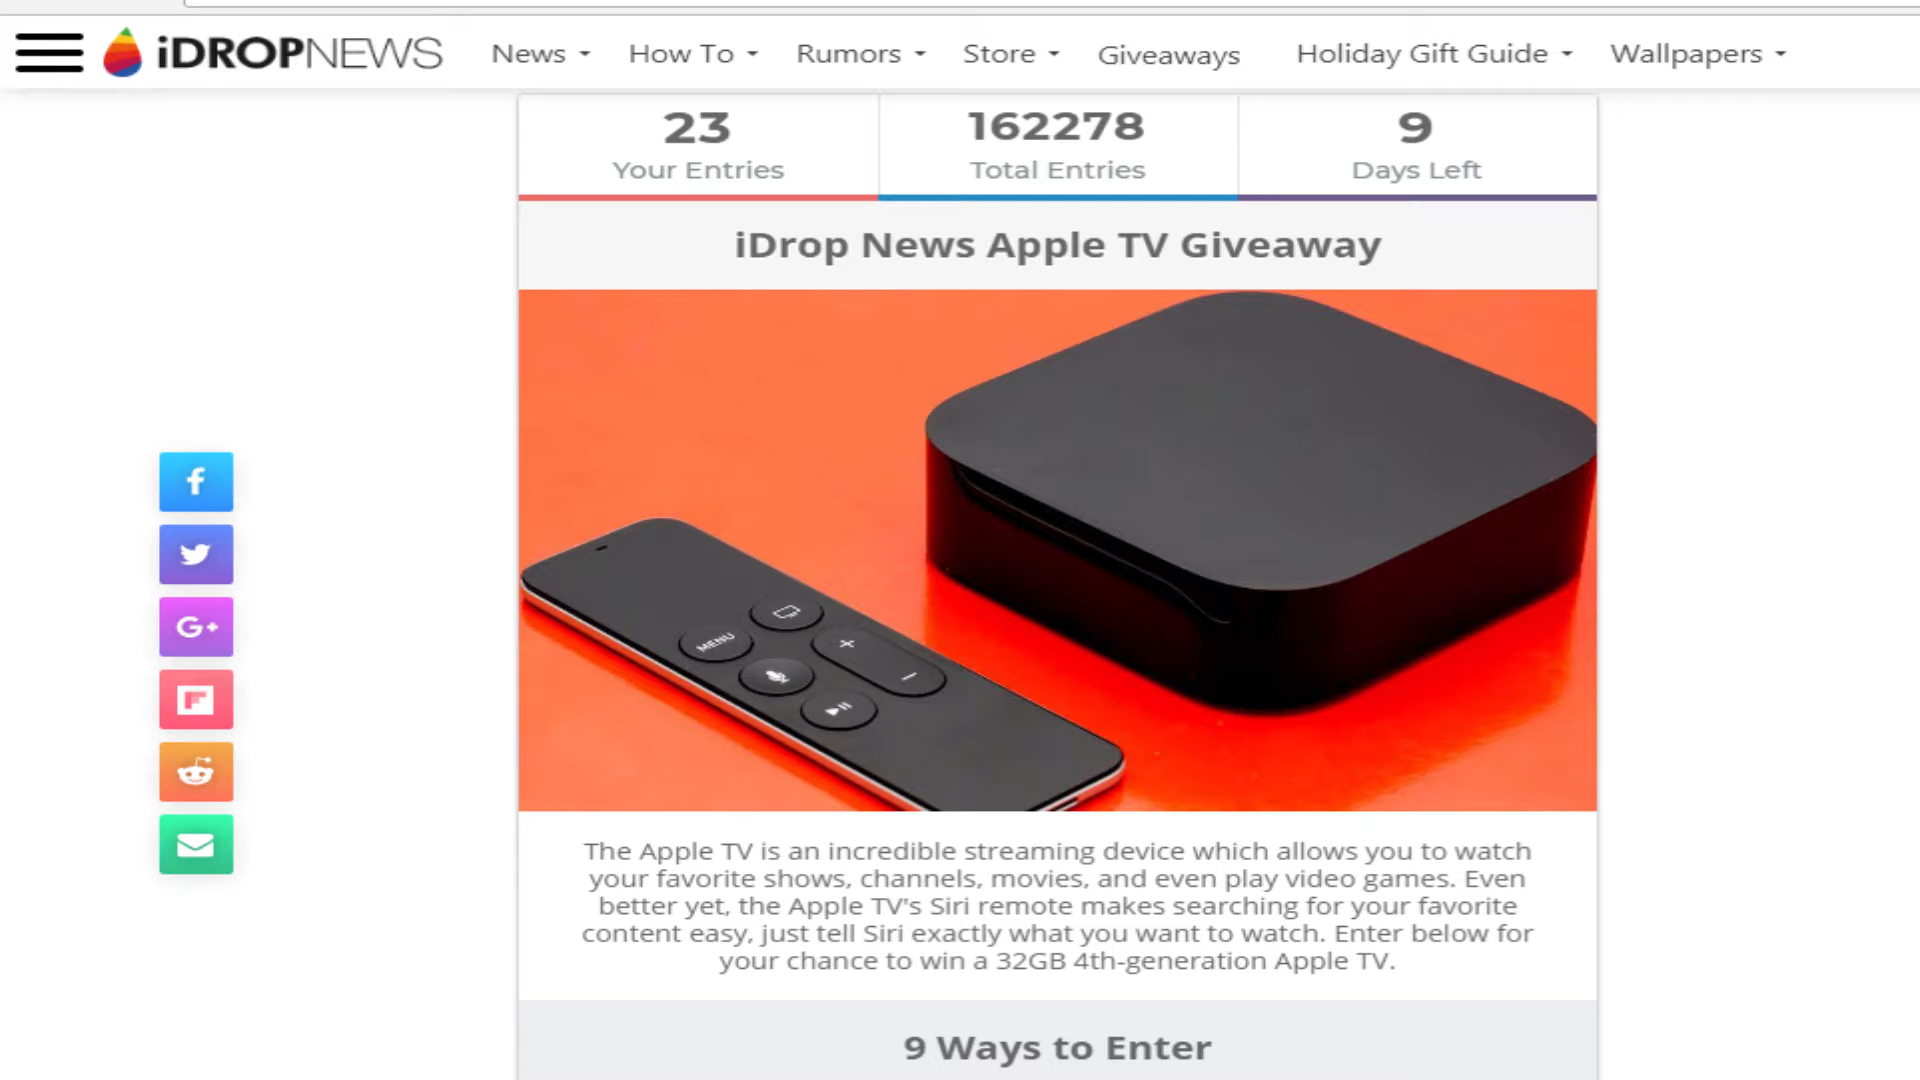 iDROPNEWS News How To Rumors Store Giveaways Holiday Gift Guide Wallpapers
23 162278 9
Your Entries Total Entries Days Left
iDrop News Apple TV Giveaway
MENU
The Apple TV is an incredible streaming device which allows you to watch
your favorite shows, channels, movies, and even play video games. Even
better yet, the Apple TV's Siri remote makes searching for your favorite
content easy, just tell Siri exactly what you want to watch. Enter below for
your chance to win a 32GB 4th-generation Apple TV.
9 Ways to Enter
f
G+